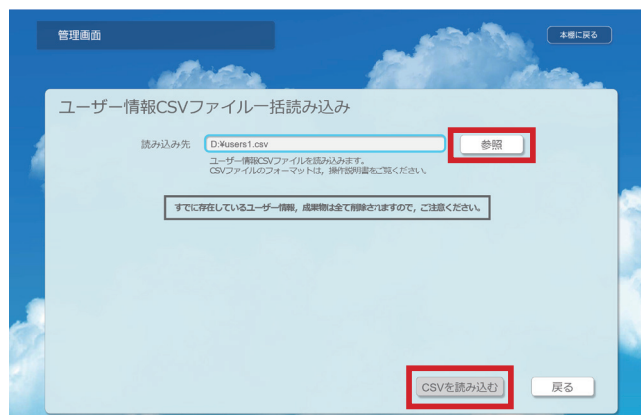 管理画面
本棚に戻る
ユーザー情報CSVファイル一括読み込み
読み込み先 D:¥users1.csv 参照
ユーザー情報CSVファイルを読み込みます。
CSVファイルのフォーマットは，操作説明書をご覧ください。
すでに存在しているユーザー情報，成果物は全て削除されますので，ご注意ください。
CSVを読み込む 戻る